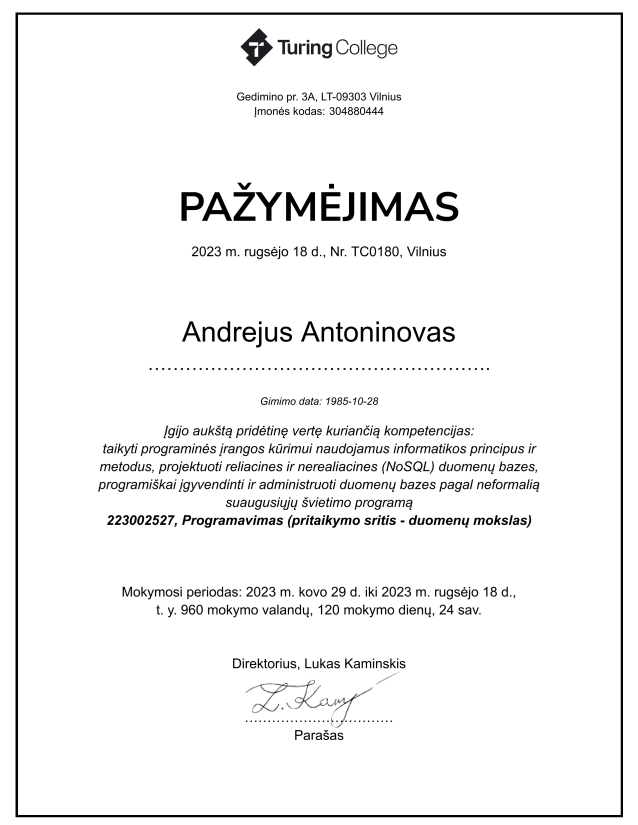 Turing College
Gedimino pr. 3A, LT-09303 Vilnius
Įmonės kodas: 304880444
PAŽYMĖJIMAS
2023 m. rugsėjo 18 d., Nr. TC0180, Vilnius
Andrejus Antoninovas
Gimimo data: 1985-10-28
Įgijo aukštą pridėtinę vertę kuriančią kompetencijas:
taikyti programinės įrangos kūrimui naudojamus informatikos principus ir
metodus, projektuoti reliacines ir nerealiacines (NoSQL) duomenų bazes,
programiškai įgyvendinti ir administruoti duomenų bazes pagal neformalią
suaugusiųjų švietimo programą
223002527, Programavimas (pritaikymo sritis - duomenų mokslas)
Mokymosi periodas: 2023 m. kovo 29 d. iki 2023 m. rugsėjo 18 d.,
t. y. 960 mokymo valandų, 120 mokymo dienų, 24 sav.
Direktorius, Lukas Kaminskis
Parašas